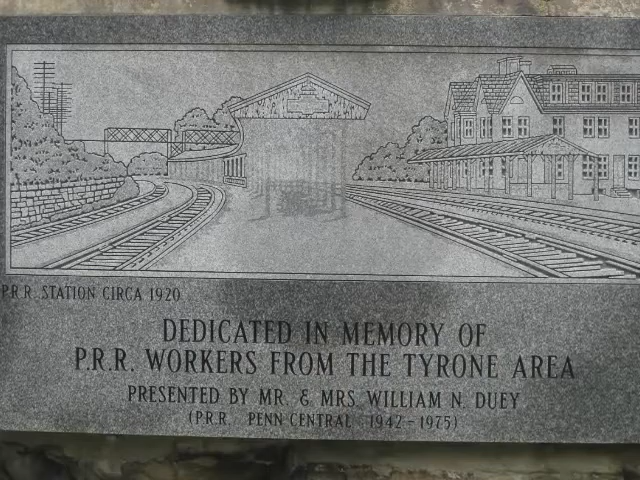 P.R.R. STATION CIRCA 1920
DEDICATED IN MEMORY OF
P.R.R. WORKERS FROM THE TYRONE AREA
PRESENTED BY MR. & MRS. WILLIAM N. DUEY
(P.R.R. PENN CENTRAL 1942-1975)